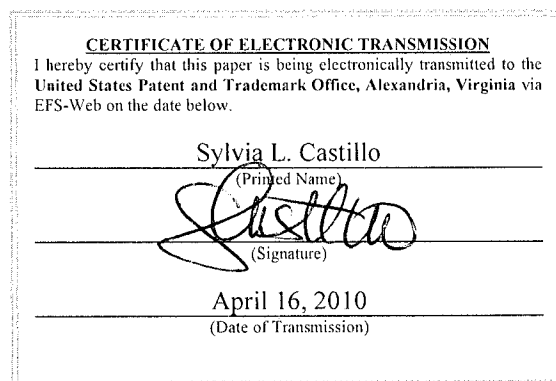 CERTIFICATE OF ELECTRONIC TRANSMISSION
I hereby certify that this paper is being electronically transmitted to the
United States Patent and Trademark Office, Alexandria, Virginia via
EFS-Web on the date below.
Sylvia L. Castillo
(Printed Name)
(Signature)
April 16, 2010
(Date of Transmission)